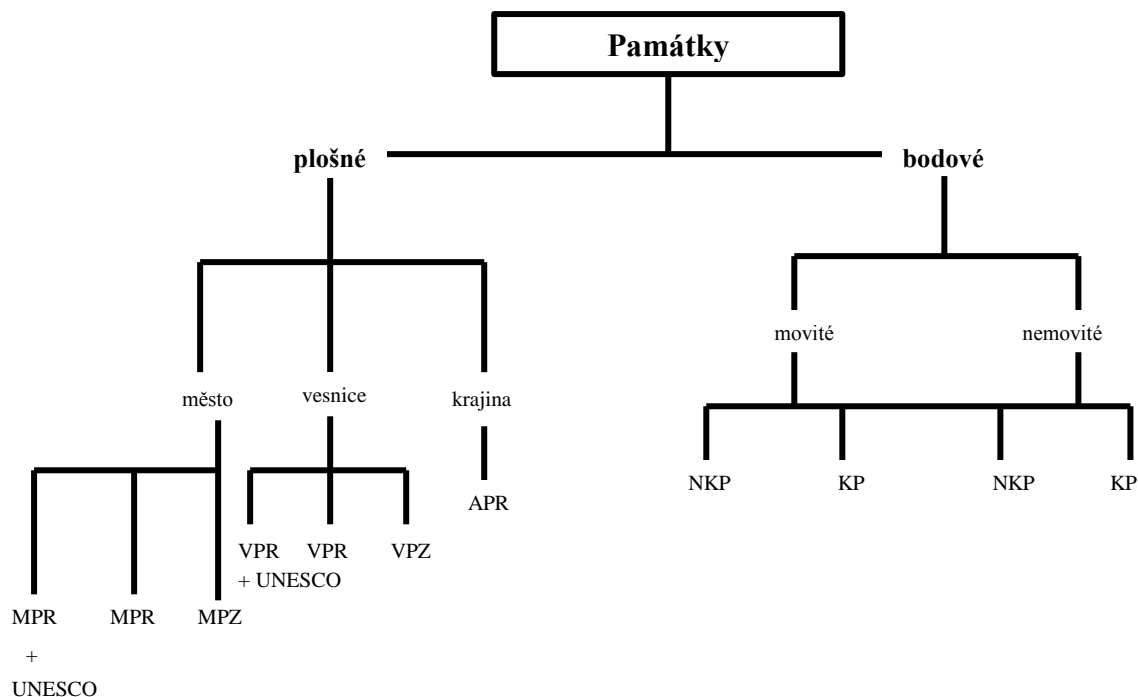 Památky
plošné bodové
movité nemovité
město vesnice krajina
NKP KP NKP KP
APR
VPR VPR VPZ
+ UNESCO
MPR MPR MPZ
+
UNESCO